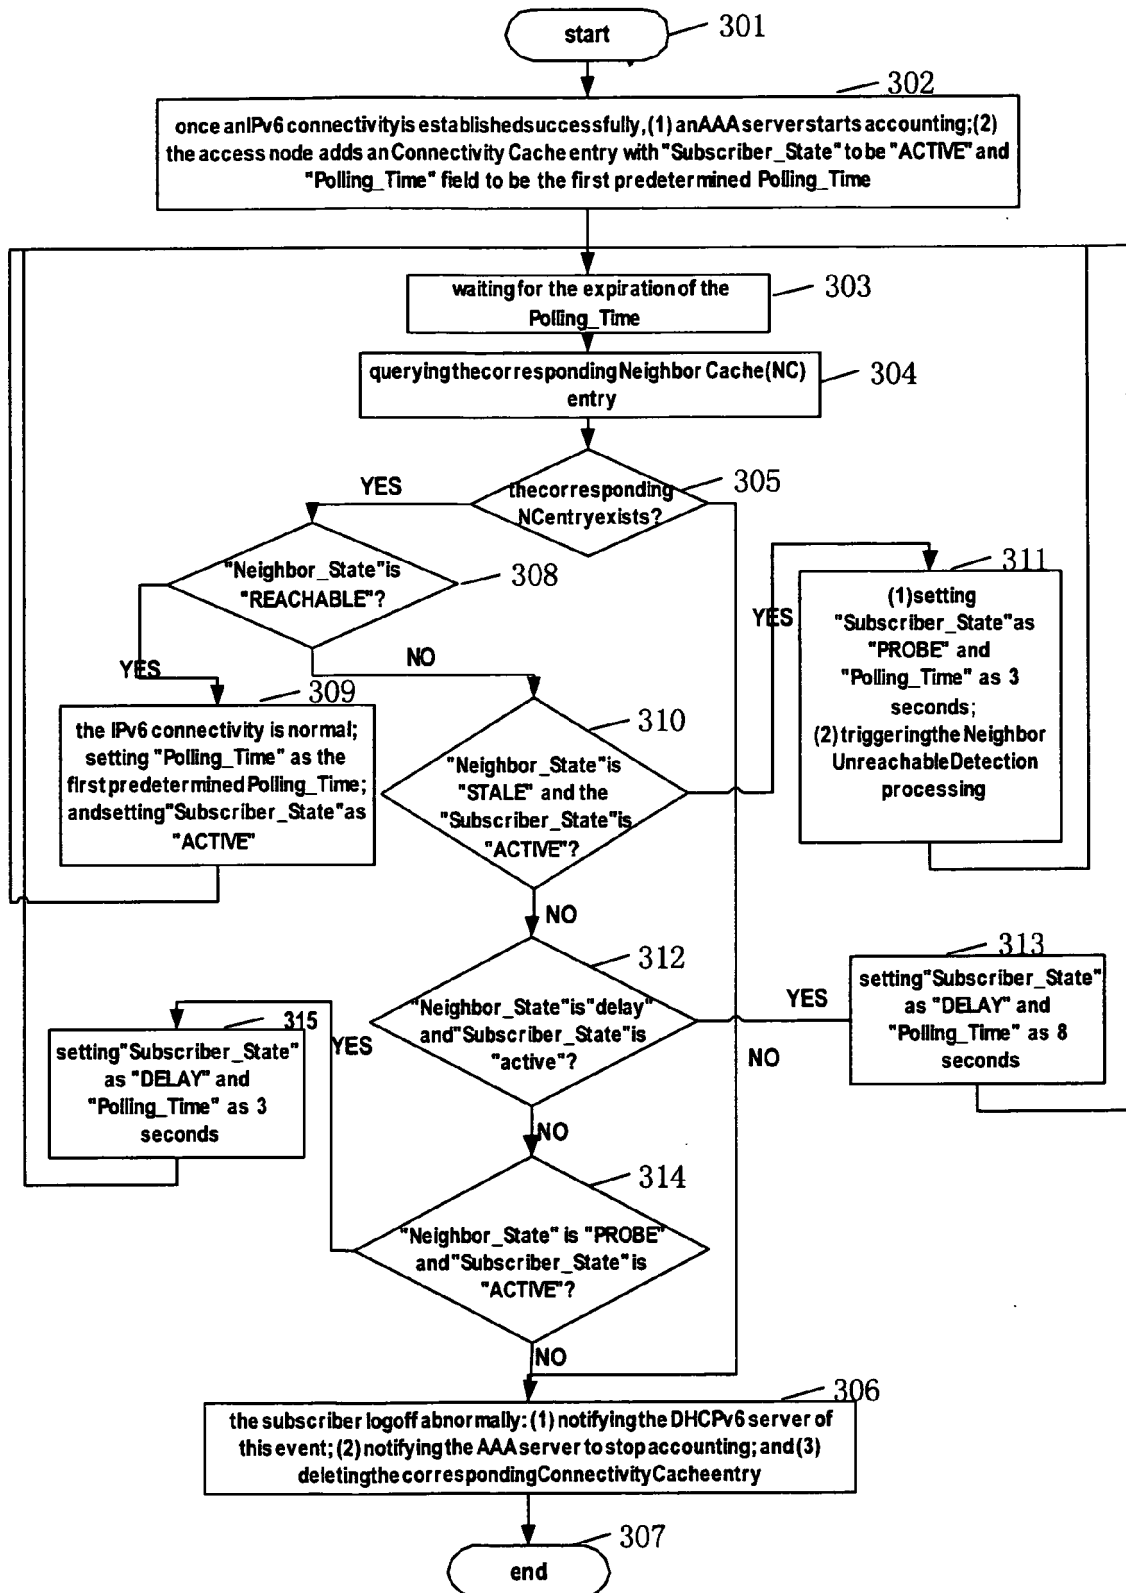 start
301
302
once an IPv6 connectivity is established successfully, (1) an AAA server starts accounting; (2)
the access node adds an Connectivity Cache entry with "Subscriber_State" to be "ACTIVE" and
"Polling_Time" field to be the first predetermined Polling_Time
waiting for the expiration of the
Polling_Time
303
querying the corresponding Neighbor Cache(NC)
entry
304
the corresponding
NC entry exists?
305
YES
"Neighbor_State" is
"REACHABLE"?
308
YES
NO
309
the IPv6 connectivity is normal;
setting "Polling_Time" as the
first predetermined Polling_Time;
and setting "Subscriber_State" as
"ACTIVE"
310
"Neighbor_State" is
"STALE" and the
"Subscriber_State" is
"ACTIVE"?
YES
311
(1) setting
"Subscriber_State" as
"PROBE" and
"Polling_Time" as 3
seconds;
(2) triggering the Neighbor
Unreachable Detection
processing
NO
312
"Neighbor_State" is "delay"
and "Subscriber_State" is
"active"?
YES
313
setting "Subscriber_State"
as "DELAY" and
"Polling_Time" as 8
seconds
NO
315
setting "Subscriber_State"
as "DELAY" and
"Polling_Time" as 3
seconds
YES
NO
314
"Neighbor_State" is "PROBE"
and "Subscriber_State" is
"ACTIVE"?
NO
306
the subscriber logoff abnormally: (1) notifying the DHCPv6 server of
this event; (2) notifying the AAA server to stop accounting; and (3)
deleting the corresponding Connectivity Cache entry
307
end